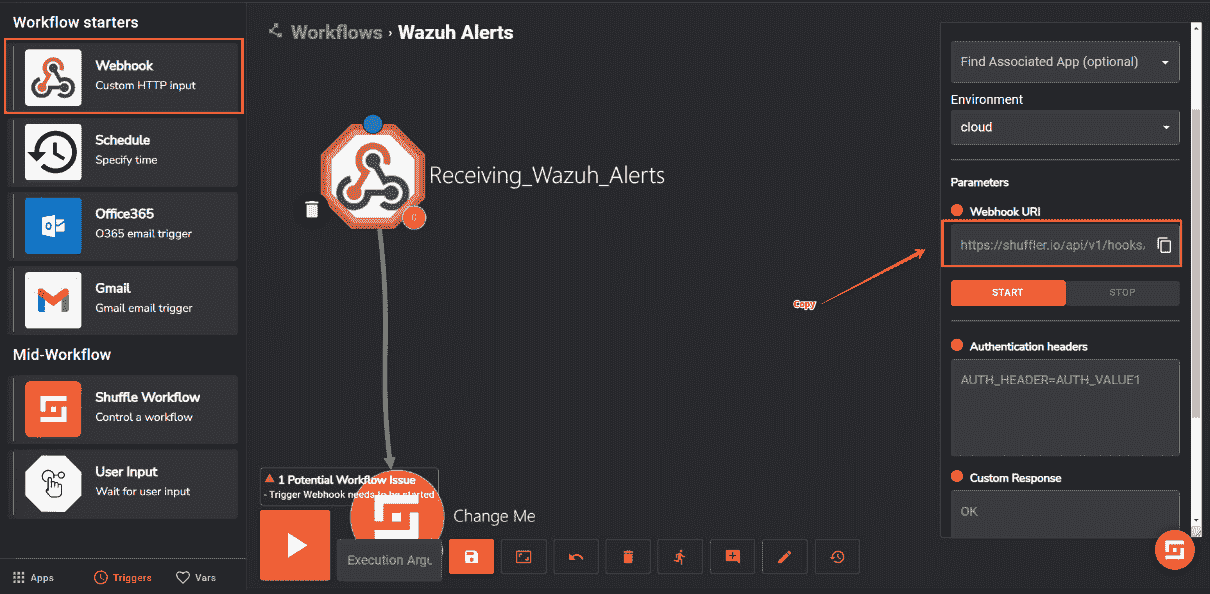 Workflow starters
Webhook
Custom HTTP input
Schedule
Specify time
Office365
O365 email trigger
Gmail
Gmail email trigger
Mid-Workflow
Shuffle Workflow
Control a workflow
User Input
Wait for user input
Apps
Triggers
Vars
Workflows › Wazuh Alerts
Receiving_Wazuh_Alerts
Copy
1 Potential Workflow Issue
- Trigger Webhook needs to be started
Change Me
Execution Argu
Find Associated App (optional)
Environment
cloud
Parameters
Webhook URI
https://shuffler.io/api/v1/hooks/
START
STOP
Authentication headers
AUTH_HEADER=AUTH_VALUE1
Custom Response
OK